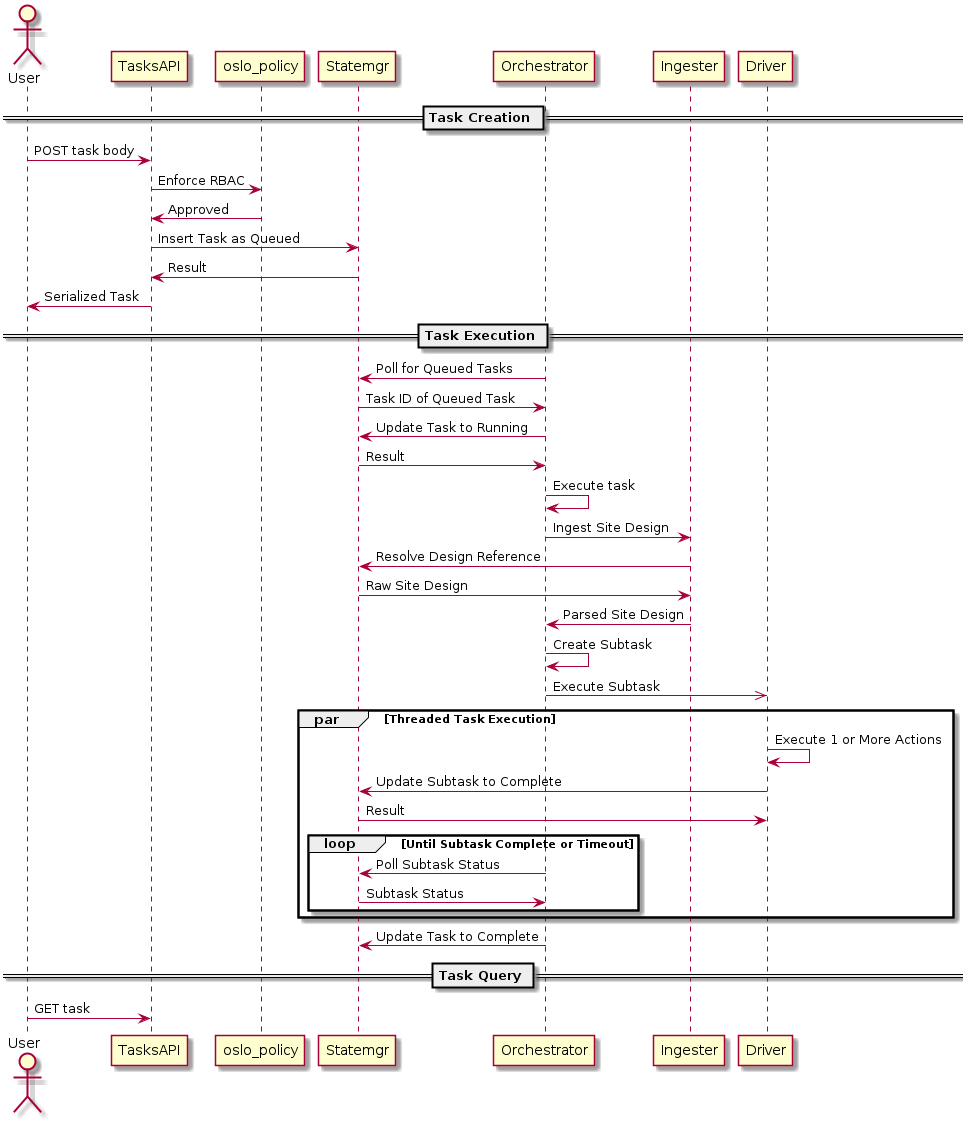 User
TasksAPI
oslo_policy
Statemgr
Orchestrator
Ingester
Driver
Task Creation
POST task body
Enforce RBAC
Approved
Insert Task as Queued
Result
Serialized Task
Task Execution
Poll for Queued Tasks
Task ID of Queued Task
Update Task to Running
Result
Execute task
Ingest Site Design
Resolve Design Reference
Raw Site Design
Parsed Site Design
Create Subtask
Execute Subtask
par [Threaded Task Execution]
Execute 1 or More Actions
Update Subtask to Complete
Result
loop [Until Subtask Complete or Timeout]
Poll Subtask Status
Subtask Status
Update Task to Complete
Task Query
GET task
User
TasksAPI
oslo_policy
Statemgr
Orchestrator
Ingester
Driver